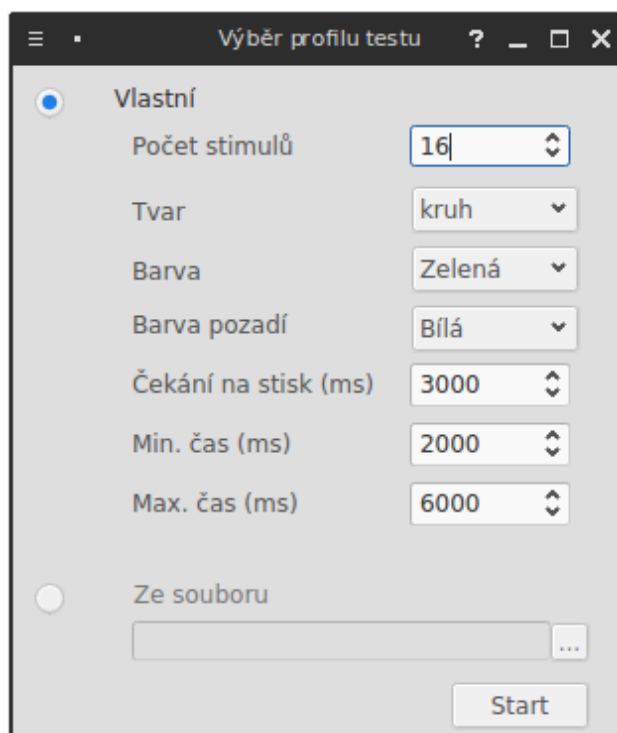 Výběr profilu testu
Vlastní
Počet stimulů 16
Tvar kruh
Barva Zelená
Barva pozadí Bílá
Čekání na stisk (ms) 3000
Min. čas (ms) 2000
Max. čas (ms) 6000
Ze souboru
...
Start